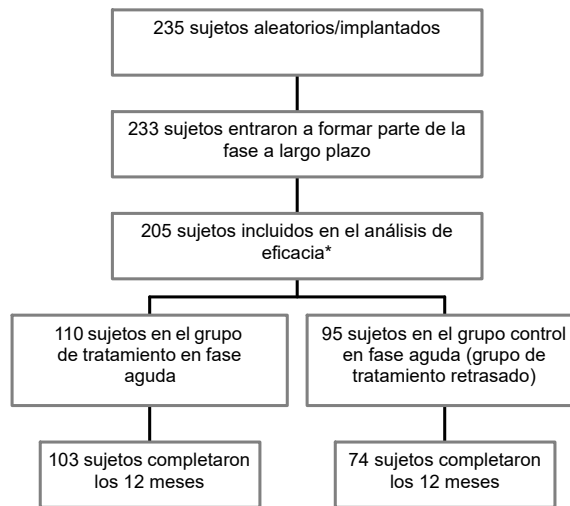 235 sujetos aleatorios/implantados
233 sujetos entraron a formar parte de la
fase a largo plazo
205 sujetos incluidos en el análisis de
eficacia*
110 sujetos en el grupo
de tratamiento en fase
aguda
95 sujetos en el grupo control
en fase aguda (grupo de
tratamiento retrasado)
103 sujetos completaron
los 12 meses
74 sujetos completaron
los 12 meses